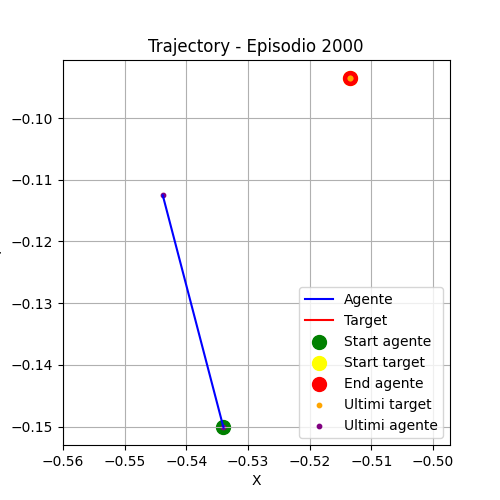 Trajectory - Episodio 2000
−0.10
−0.11
−0.12
−0.13
−0.14
−0.15
Agente
Target
Start agente
Start target
End agente
Ultimi target
Ultimi agente
−0.56 −0.55 −0.54 −0.53 −0.52 −0.51 −0.50
X